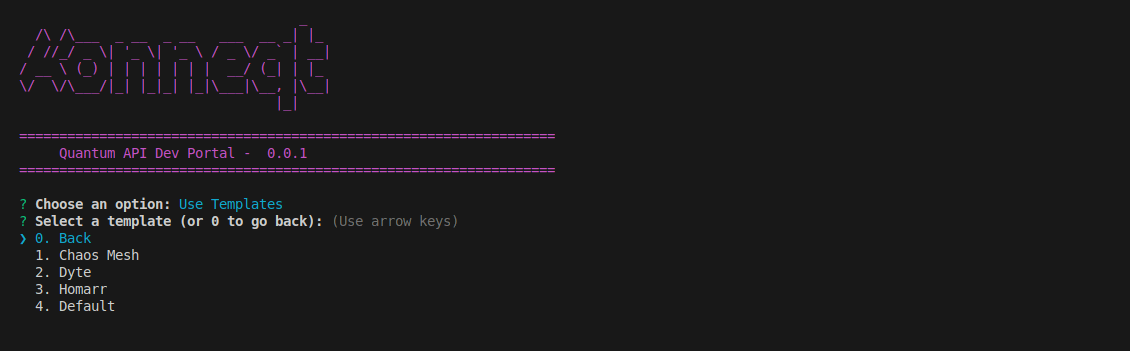 Konneqt
===================================================================
Quantum API Dev Portal -  0.0.1
===================================================================
? Choose an option: Use Templates
? Select a template (or 0 to go back): (Use arrow keys)
❯ 0. Back
1. Chaos Mesh
2. Dyte
3. Homarr
4. Default